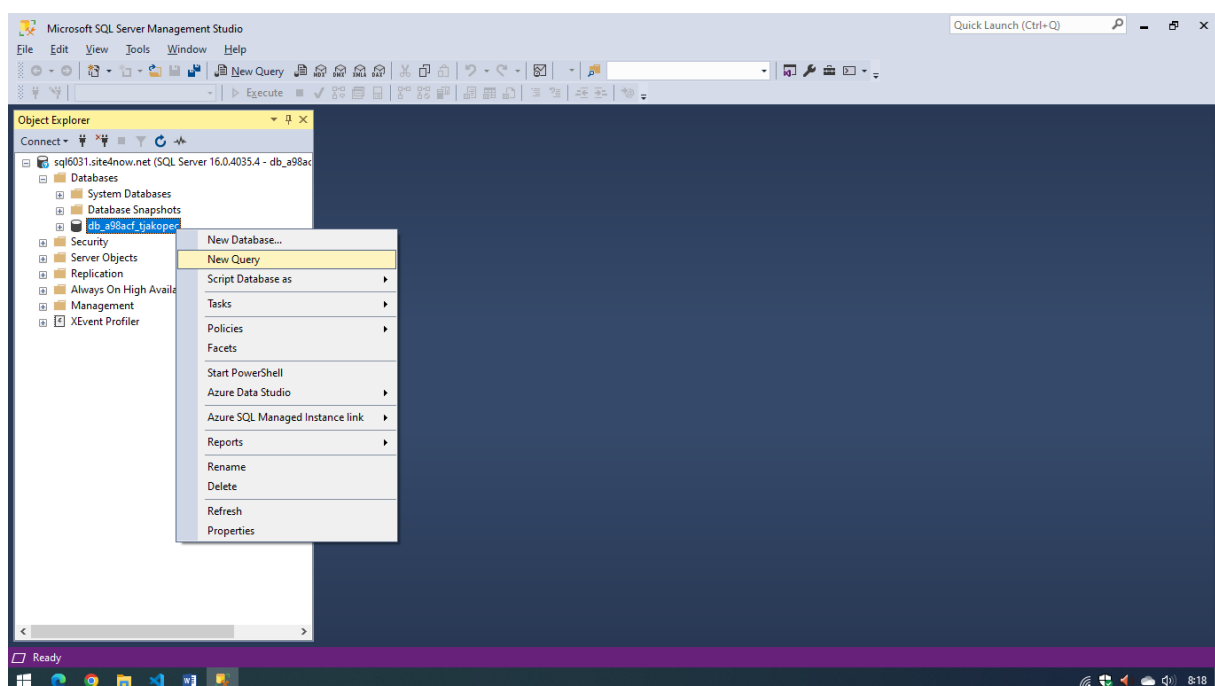 Microsoft SQL Server Management Studio
Quick Launch (Ctrl+Q)
File Edit View Tools Window Help
New Query
Execute
Object Explorer
Connect
sql6031.site4now.net (SQL Server 16.0.4035.4 - db_a98ac
Databases
System Databases
Database Snapshots
db_a98acf_tjakopec
Security
Server Objects
Replication
Always On High Availa
Management
XEvent Profiler
New Database...
New Query
Script Database as
Tasks
Policies
Facets
Start PowerShell
Azure Data Studio
Azure SQL Managed Instance link
Reports
Rename
Delete
Refresh
Properties
Ready
8:18